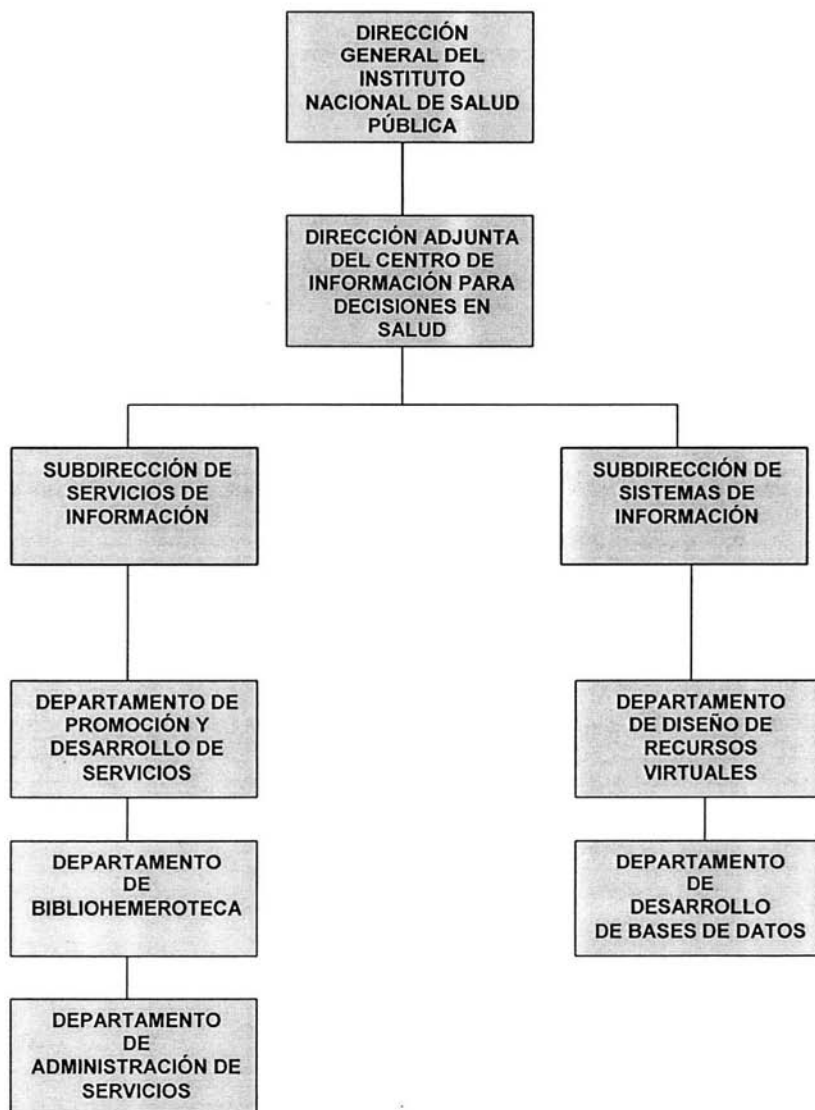 DIRECCIÓN
GENERAL DEL
INSTITUTO
NACIONAL DE SALUD
PÚBLICA
DIRECCIÓN ADJUNTA
DEL CENTRO DE
INFORMACIÓN PARA
DECISIONES EN
SALUD
SUBDIRECCIÓN DE
SERVICIOS DE
INFORMACIÓN
SUBDIRECCIÓN DE
SISTEMAS DE
INFORMACIÓN
DEPARTAMENTO DE
PROMOCIÓN Y
DESARROLLO DE
SERVICIOS
DEPARTAMENTO
DE DISEÑO DE
RECURSOS
VIRTUALES
DEPARTAMENTO
DE
BIBLIOHEMEROTECA
DEPARTAMENTO
DE
DESARROLLO
DE BASES DE DATOS
DEPARTAMENTO
DE
ADMINISTRACIÓN DE
SERVICIOS